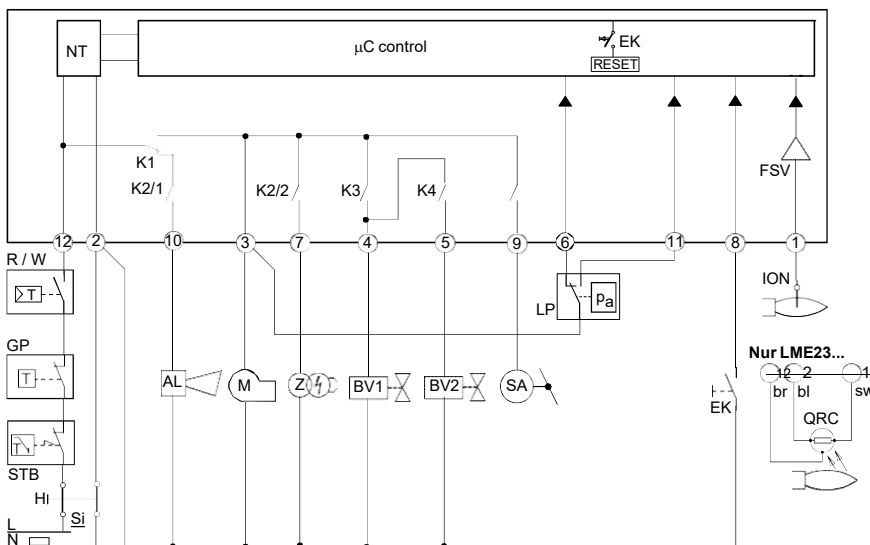 NT
µC control
EK
RESET
FSV
K1
K2/1
K2/2
K3
K4
12 2 10 3 7 4 5 9 6 11 8 1
R / W
T
GP
T
STB
T
H
Si
L
N
AL
M
Z
BV1
BV2
SA
LP
pa
EK
ION
Nur LME23...
12 2 1
br bl sw
QRC